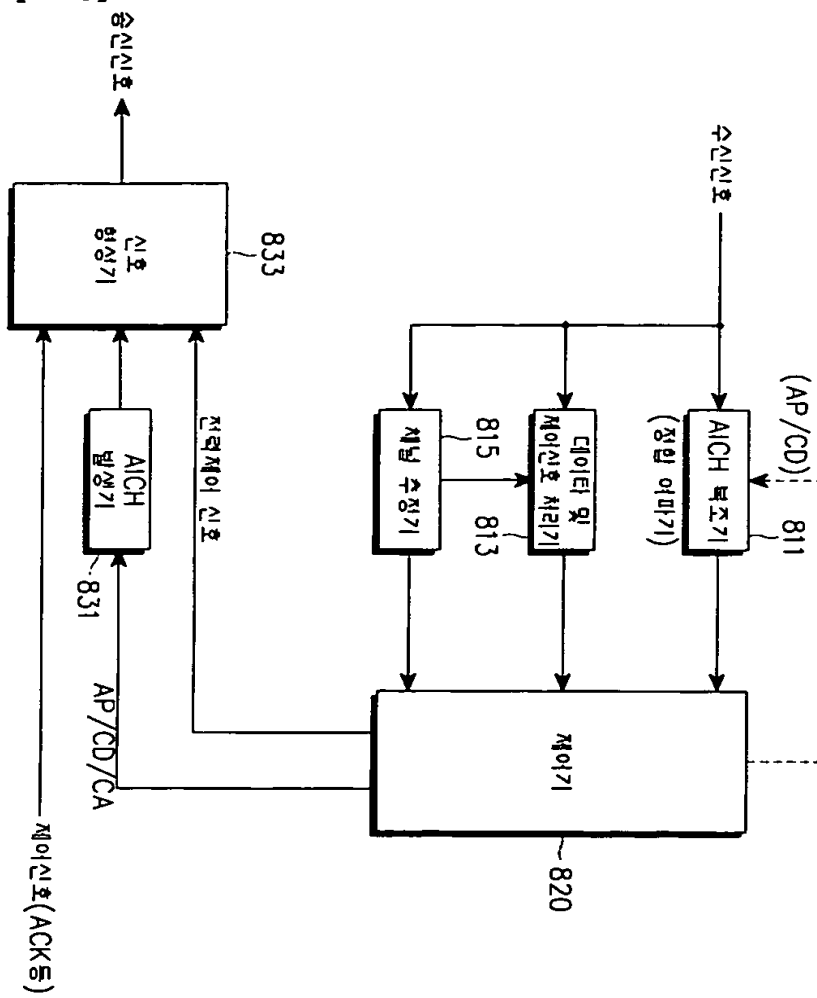 (AP/CD)
811
수신신호
AICH 복조기
(정합 여파기)
데이터 및
제어신호 처리기
813
815
채널 추정기
제어기
820
전력제어 신호
833
신호
형상기
송신신호
AICH
발생기
831
AP/CD/CA
제어신호(ACK등)